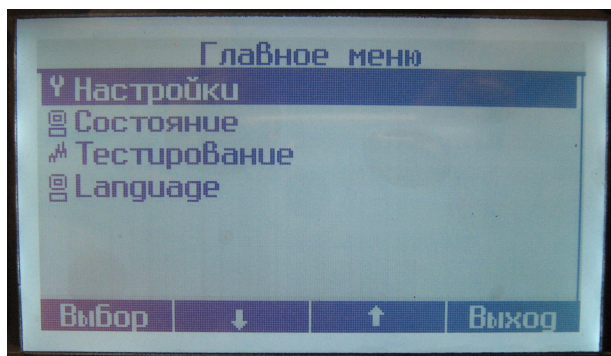 Главное меню
Настройки
Состояние
Тестирование
Language
Выбор ↓ ↑ Выход